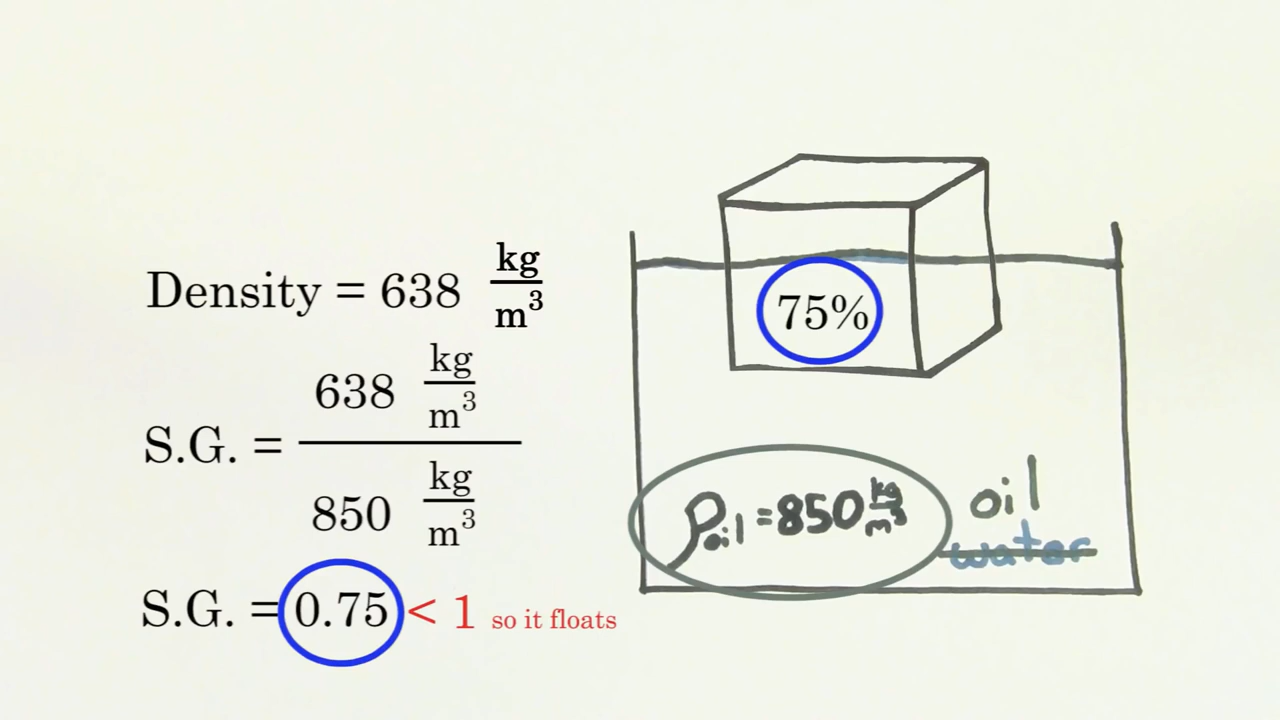 Density = 638 kg/m³
S.G. = 638 kg/m³ / 850 kg/m³
S.G. = 0.75 < 1 so it floats
75%
ρoil = 850 kg/m³
oil
water